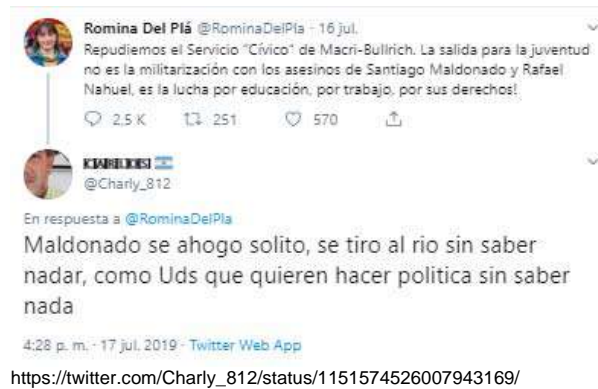 Romina Del Plá @RominaDelPla · 16 jul.
Repudiemos el Servicio "Cívico" de Macri-Bullrich. La salida para la juventud
no es la militarización con los asesinos de Santiago Maldonado y Rafael
Nahuel, es la lucha por educación, por trabajo, por sus derechos!
2,5 K 251 570
@Charly_812
En respuesta a @RominaDelPla
Maldonado se ahogo solito, se tiro al rio sin saber
nadar, como Uds que quieren hacer politica sin saber
nada
4:28 p. m. · 17 jul. 2019 · Twitter Web App
https://twitter.com/Charly_812/status/1151574526007943169/